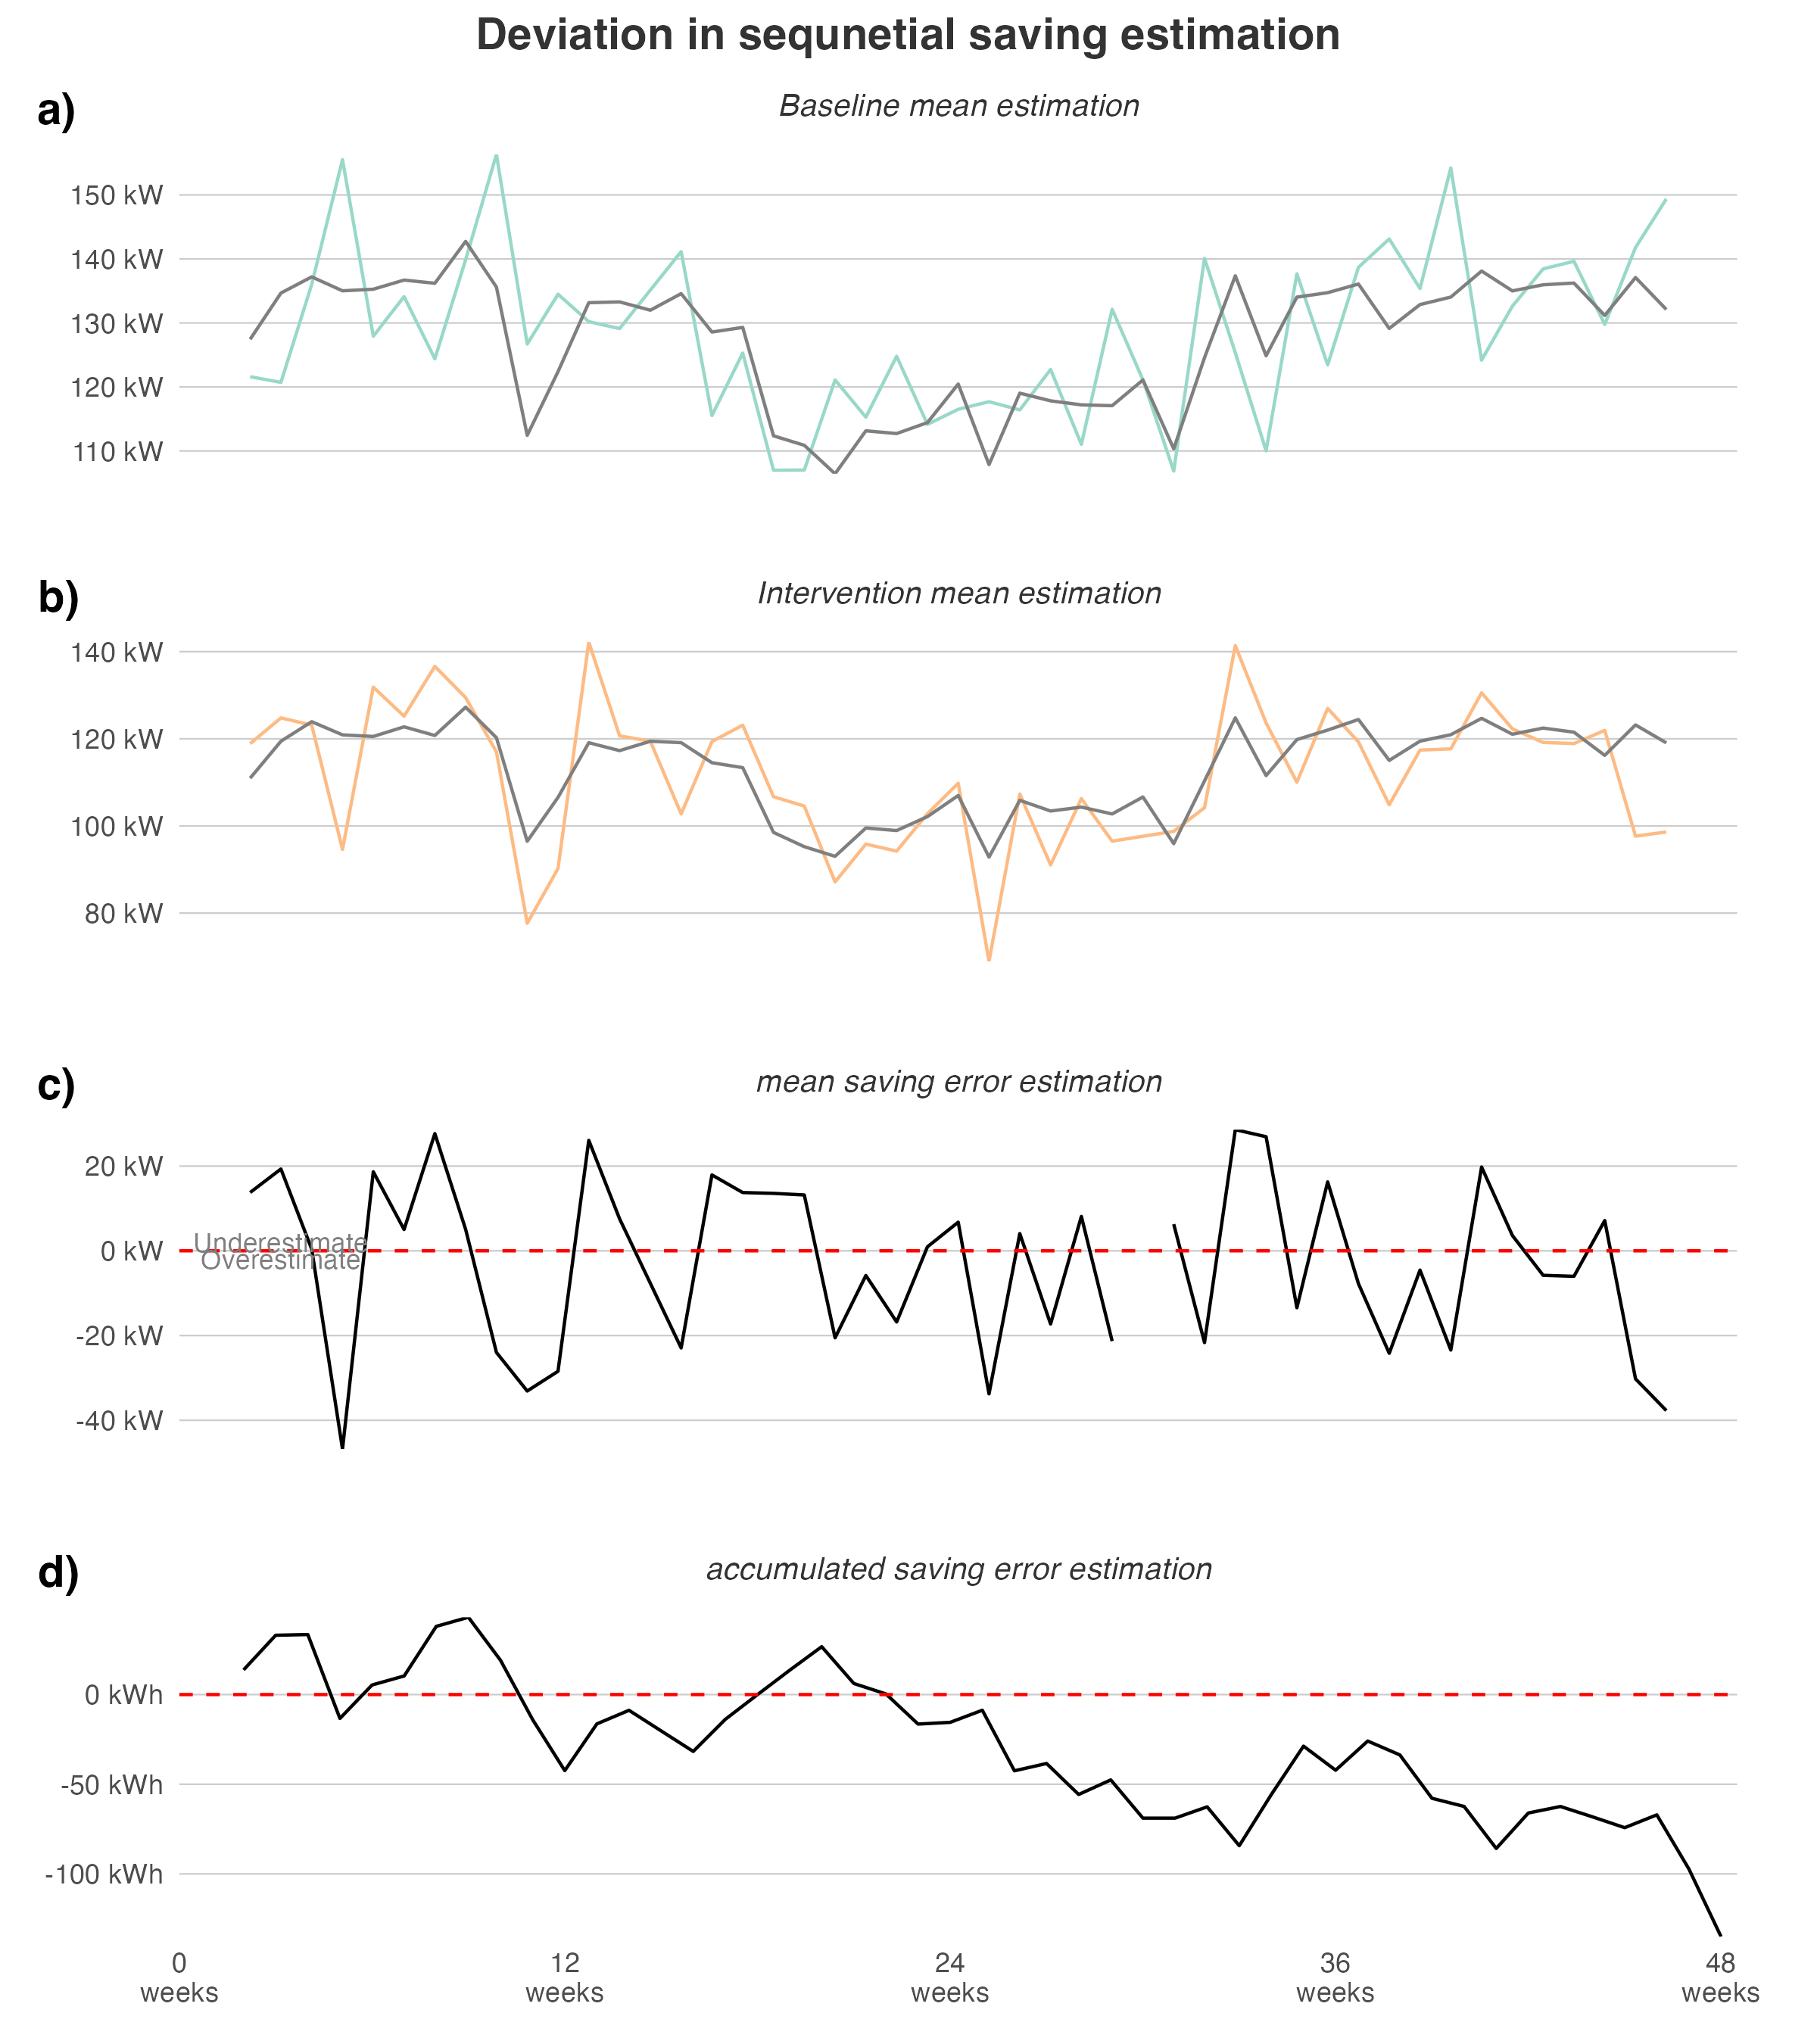 Deviation in sequnetial saving estimation
a)
Baseline mean estimation
150 kW
140 kW
130 kW
120 kW
110 kW
b)
Intervention mean estimation
140 kW
120 kW
100 kW
80 kW
c)
mean saving error estimation
20 kW
Underestimate
0 kW
Overestimate
-20 kW
-40 kW
d)
accumulated saving error estimation
0 kWh
-50 kWh
-100 kWh
0 12 24 36 48
weeks weeks weeks weeks weeks